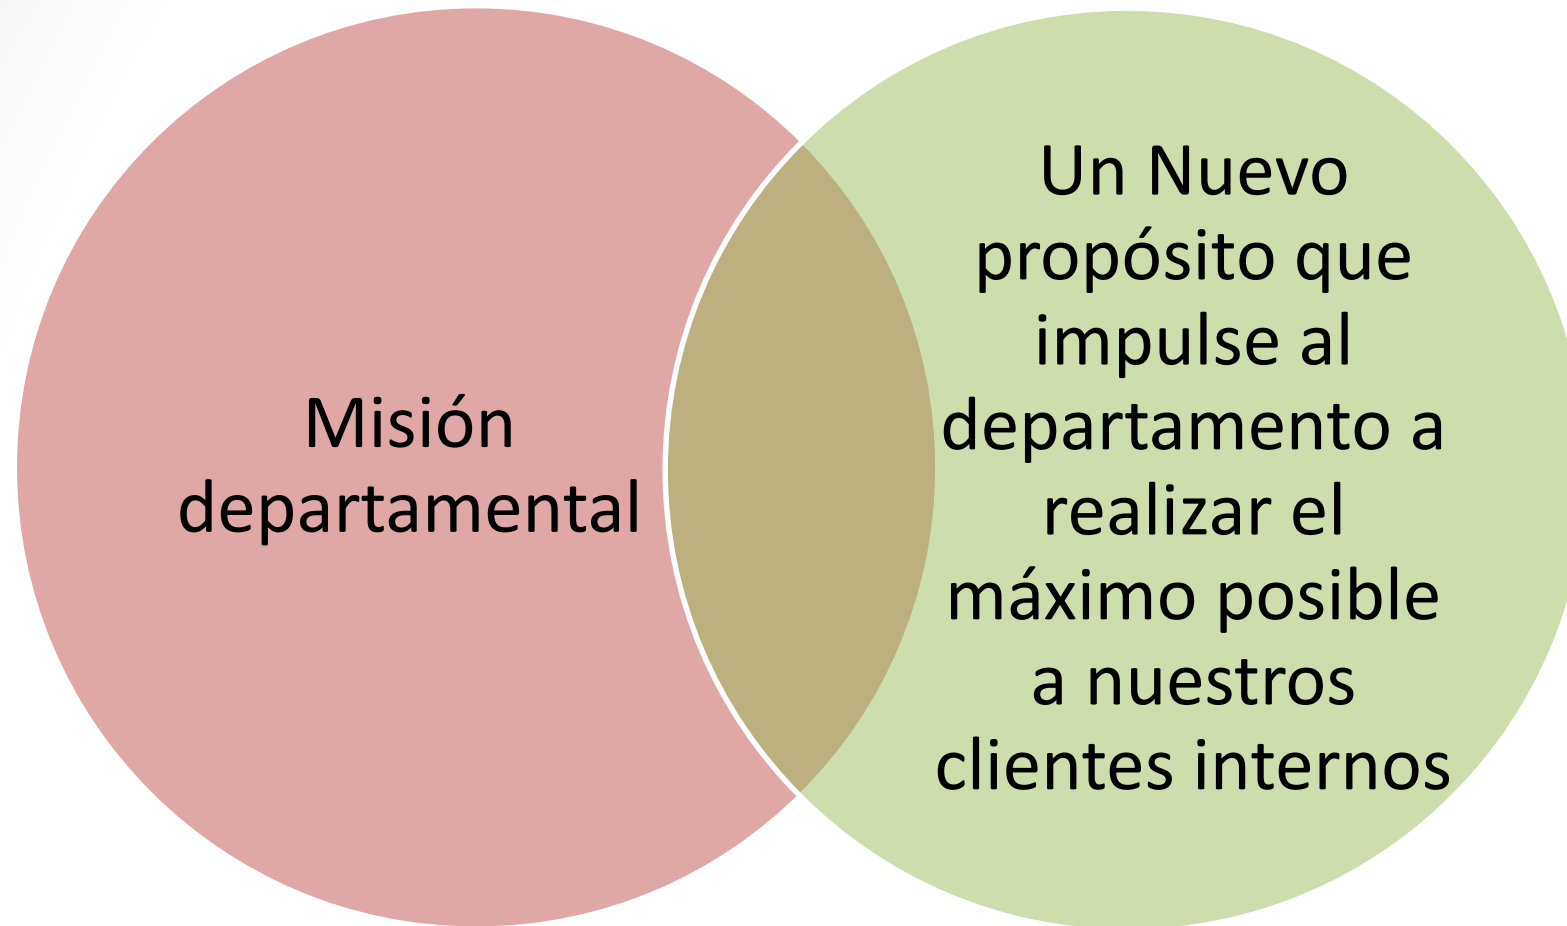 Misión
departamental
Un Nuevo
propósito que
impulse al
departamento a
realizar el
máximo posible
a nuestros
clientes internos